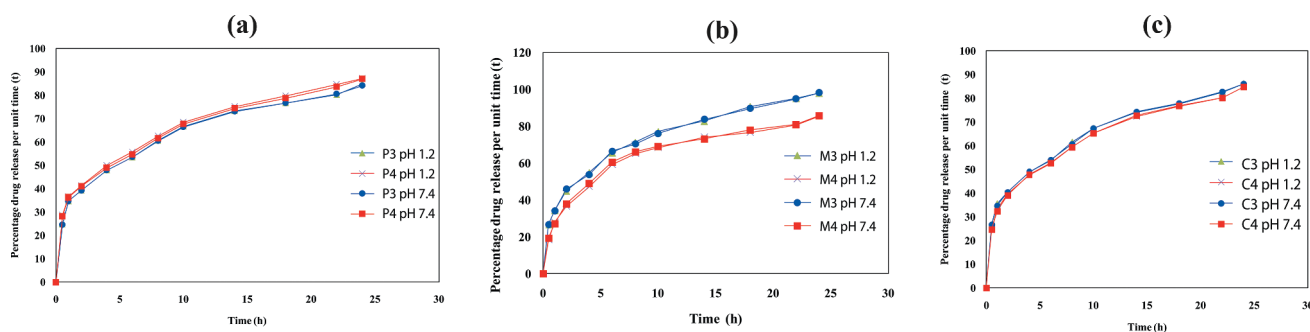 (a)
Percentage drug release per unit time (t)
100
90
80
70
60
50
40
30
20
10
0
0 5 10 15 20 25 30
Time (h)
P3 pH 1.2
P4 pH 1.2
P3 pH 7.4
P4 pH 7.4
(b)
Percentage drug release per unit time (t)
120
100
80
60
40
20
0
0 5 10 15 20 25 30
Time (h)
M3 pH 1.2
M4 pH 1.2
M3 pH 7.4
M4 pH 7.4
(c)
Percentage drug release per unit time (t)
100
90
80
70
60
50
40
30
20
10
0
0 5 10 15 20 25 30
Time (h)
C3 pH 1.2
C4 pH 1.2
C3 pH 7.4
C4 pH 7.4